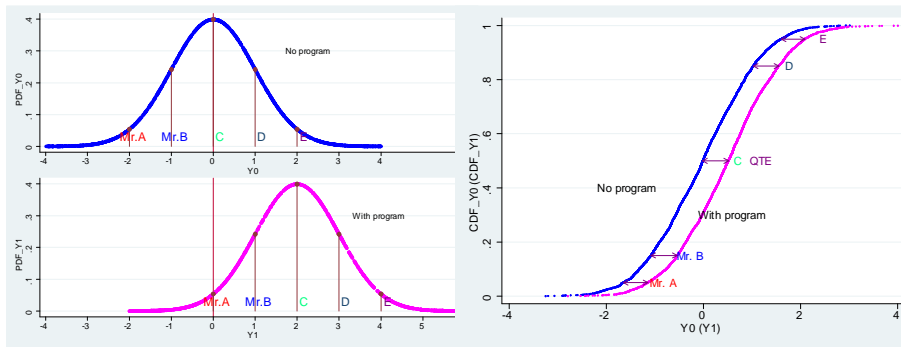 PDF_Y0
.4
.3
.2
.1
0
No program
Mr.A Mr.B C D E
-4 -3 -2 -1 0 1 2 3 4
Y0
PDF_Y1
.4
.3
.2
.1
0
With program
Mr.A Mr.B C D E
-4 -3 -2 -1 0 1 2 3 4 5
Y1
CDF_Y0 (CDF_Y1)
1
.8
.6
.4
.2
0
E
D
C QTE
No program
With program
Mr. B
Mr. A
-4 -2 0 2 4
Y0 (Y1)